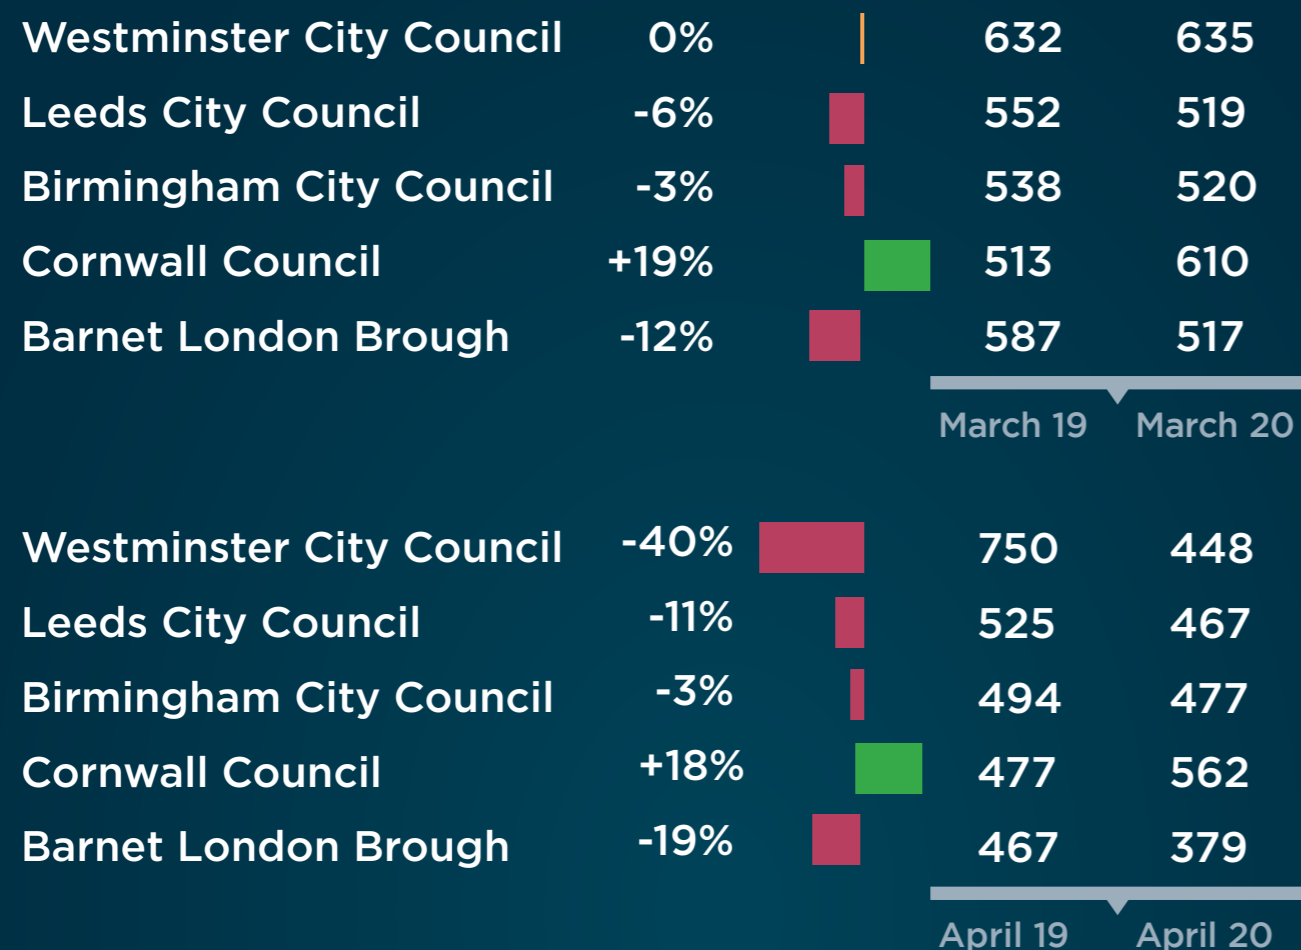 Westminster City Council 0% 632 635
Leeds City Council -6% 552 519
Birmingham City Council -3% 538 520
Cornwall Council +19% 513 610
Barnet London Brough -12% 587 517
March 19 March 20
Westminster City Council -40% 750 448
Leeds City Council -11% 525 467
Birmingham City Council -3% 494 477
Cornwall Council +18% 477 562
Barnet London Brough -19% 467 379
April 19 April 20